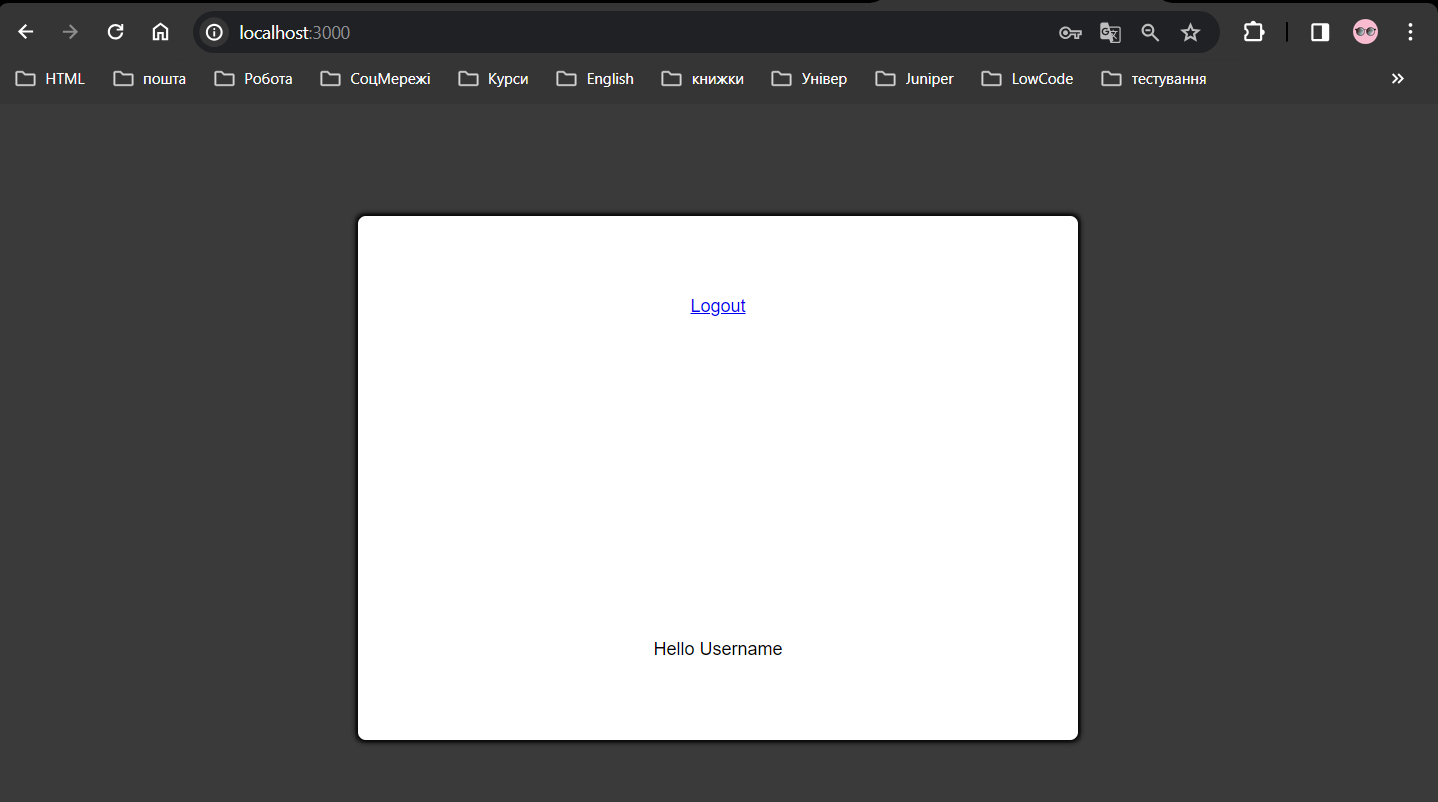 localhost:3000
HTML пошта Робота СоцМережі Курси English книжки Універ Juniper LowCode тестування
Logout
Hello Username